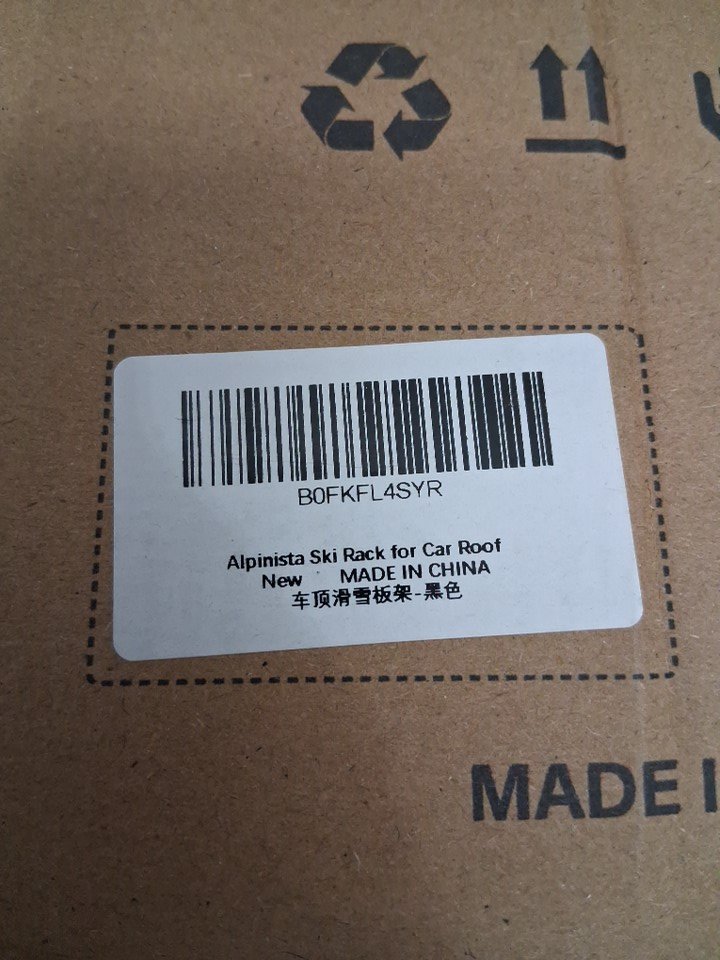 B0FKFL4SYR
Alpinista Ski Rack for Car Roof
New MADE IN CHINA
车顶滑雪板架-黑色
MADE I